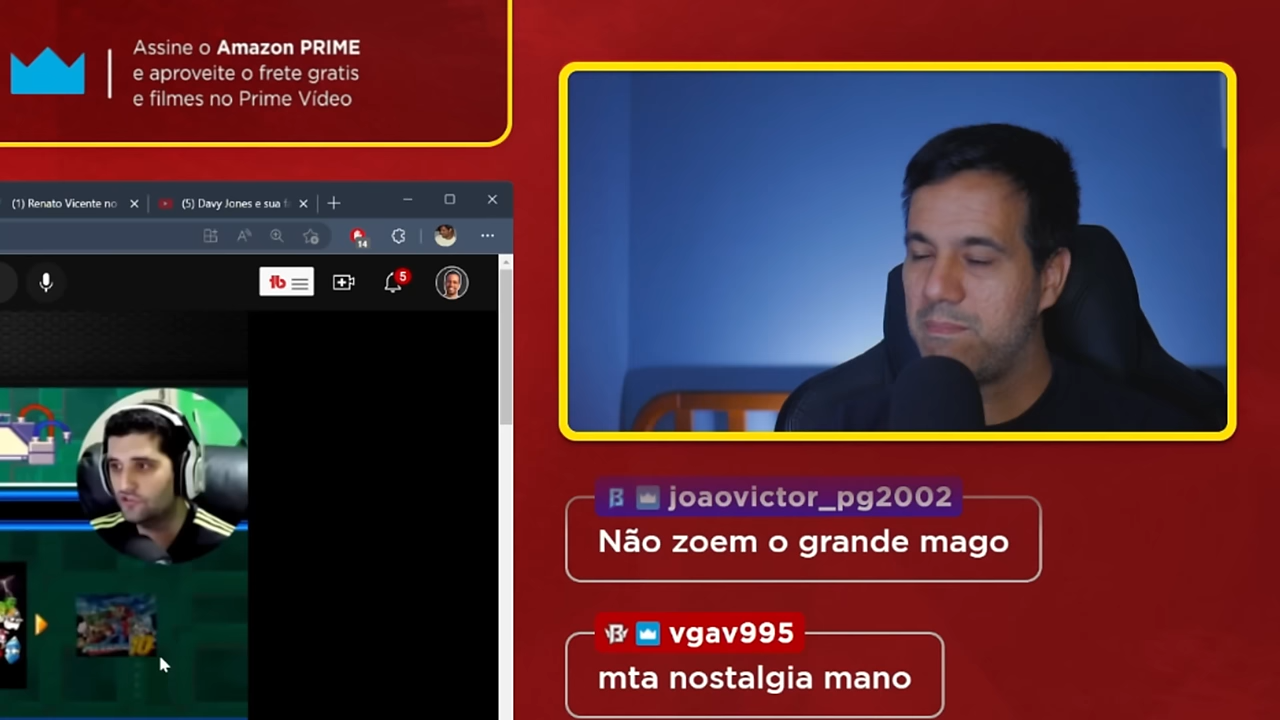 Assine o Amazon PRIME
e aproveite o frete gratis
e filmes no Prime Vídeo
(1) Renato Vicente no
(5) Davy Jones e sua f
14
5
joaovictor_pg2002
Não zoem o grande mago
vgav995
mta nostalgia mano